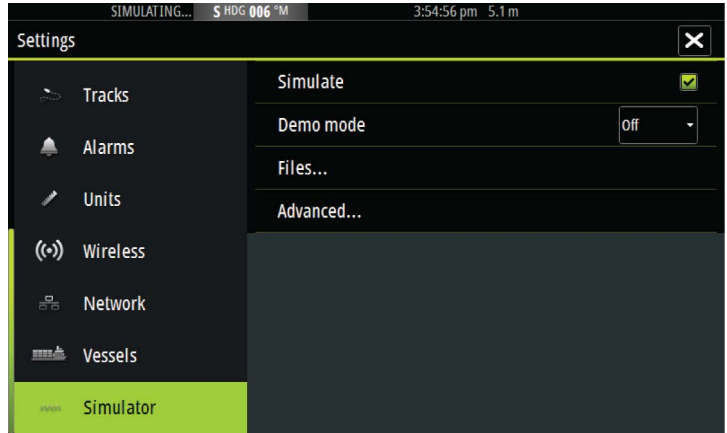 SIMULATING... S HDG 006 °M 3:54:56 pm 5.1 m
Settings
Tracks
Alarms
Units
Wireless
Network
Vessels
Simulator
Simulate
Demo mode Off
Files...
Advanced...